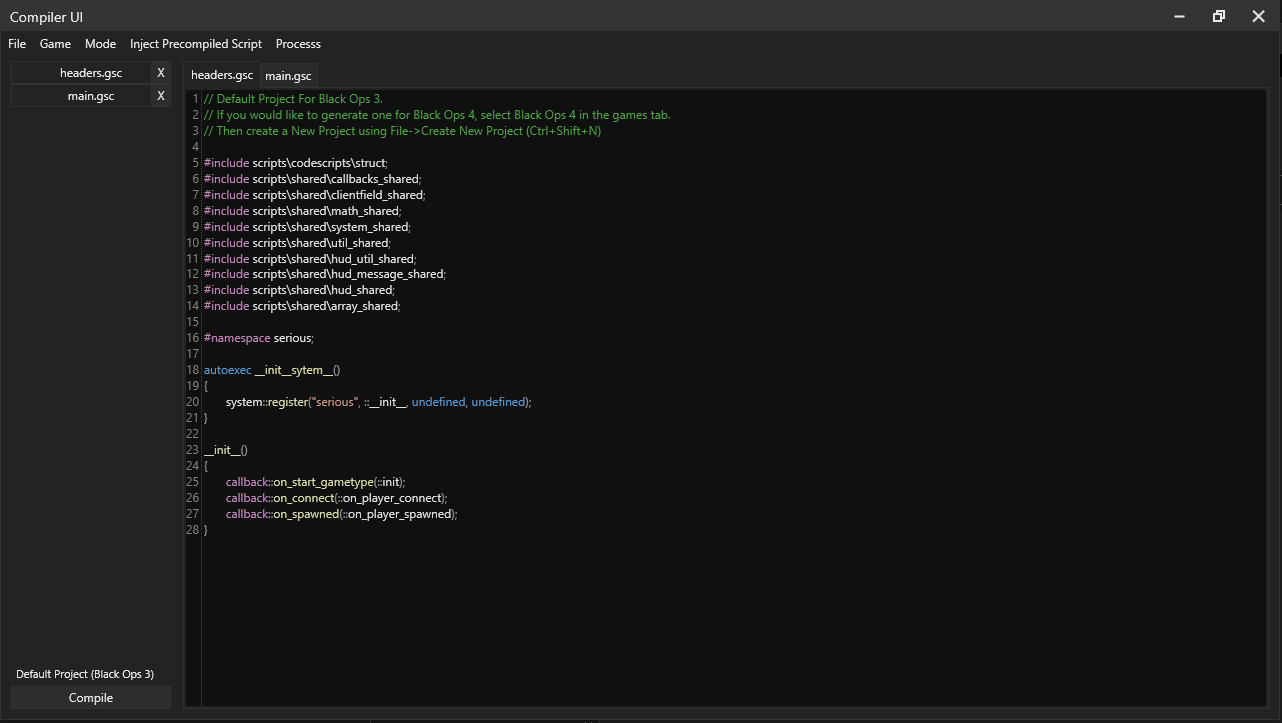 Compiler UI
File Game Mode Inject Precompiled Script Processs
headers.gsc X
main.gsc X
headers.gsc main.gsc
1 // Default Project For Black Ops 3.
2 // If you would like to generate one for Black Ops 4, select Black Ops 4 in the games tab.
3 // Then create a New Project using File->Create New Project (Ctrl+Shift+N)
4
5 #include scripts\codescripts\struct;
6 #include scripts\shared\callbacks_shared;
7 #include scripts\shared\clientfield_shared;
8 #include scripts\shared\math_shared;
9 #include scripts\shared\system_shared;
10 #include scripts\shared\util_shared;
11 #include scripts\shared\hud_util_shared;
12 #include scripts\shared\hud_message_shared;
13 #include scripts\shared\hud_shared;
14 #include scripts\shared\array_shared;
15
16 #namespace serious;
17
18 autoexec __init__sytem__()
19 {
20 system::register("serious", ::__init__, undefined, undefined);
21 }
22
23 __init__()
24 {
25 callback::on_start_gametype(::init);
26 callback::on_connect(::on_player_connect);
27 callback::on_spawned(::on_player_spawned);
28 }
Default Project (Black Ops 3)
Compile